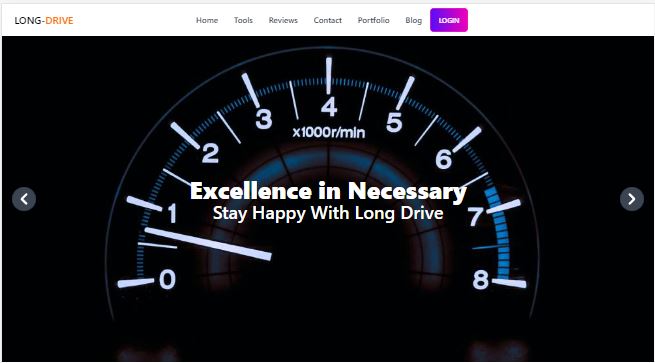 LONG-DRIVE
Home Tools Reviews Contact Portfolio Blog LOGIN
4
3
5
x1000r/min
2
6
Excellence in Necessary
1
7
Stay Happy With Long Drive
0
8